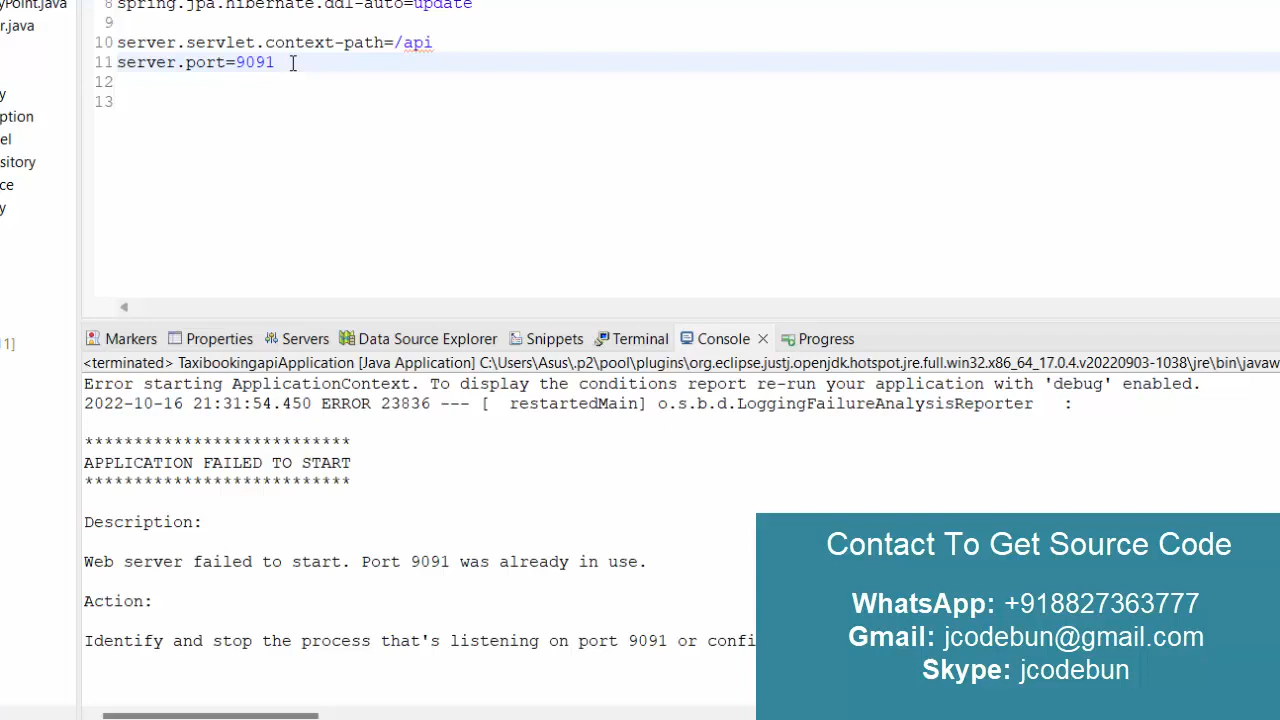 yPoint.java
8 spring.jpa.hibernate.ddl-auto=update
r.java
9
10 server.servlet.context-path=/api
11 server.port=9091
12
13
y
ption
el
sitory
ce
y
1]
Markers Properties Servers Data Source Explorer Snippets Terminal Console Progress
<terminated> TaxibookingapiApplication [Java Application] C:\Users\Asus\.p2\pool\plugins\org.eclipse.justj.openjdk.hotspot.jre.full.win32.x86_64_17.0.4.v20220903-1038\jre\bin\javaw
Error starting ApplicationContext. To display the conditions report re-run your application with 'debug' enabled.
2022-10-16 21:31:54.450 ERROR 23836 --- [  restartedMain] o.s.b.d.LoggingFailureAnalysisReporter   :
***************************
APPLICATION FAILED TO START
***************************
Description:
Web server failed to start. Port 9091 was already in use.
Action:
Identify and stop the process that's listening on port 9091 or confi
Contact To Get Source Code
WhatsApp: +918827363777
Gmail: jcodebun@gmail.com
Skype: jcodebun